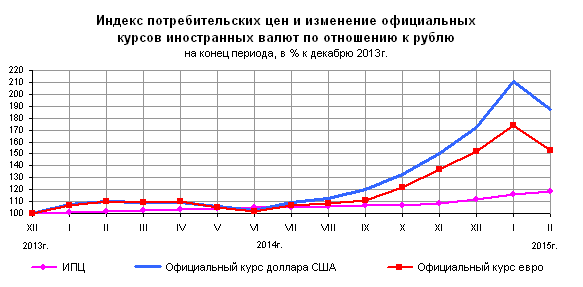 Индекс потребительских цен и изменение официальных
курсов иностранных валют по отношению к рублю
на конец периода, в % к декабрю 2013г.
220
210
200
190
180
170
160
150
140
130
120
110
100
XII I II III IV V VI VII VIII IX X XI XII I II
2013г. 2014г. 2015г.
ИПЦ Официальный курс доллара США Официальный курс евро